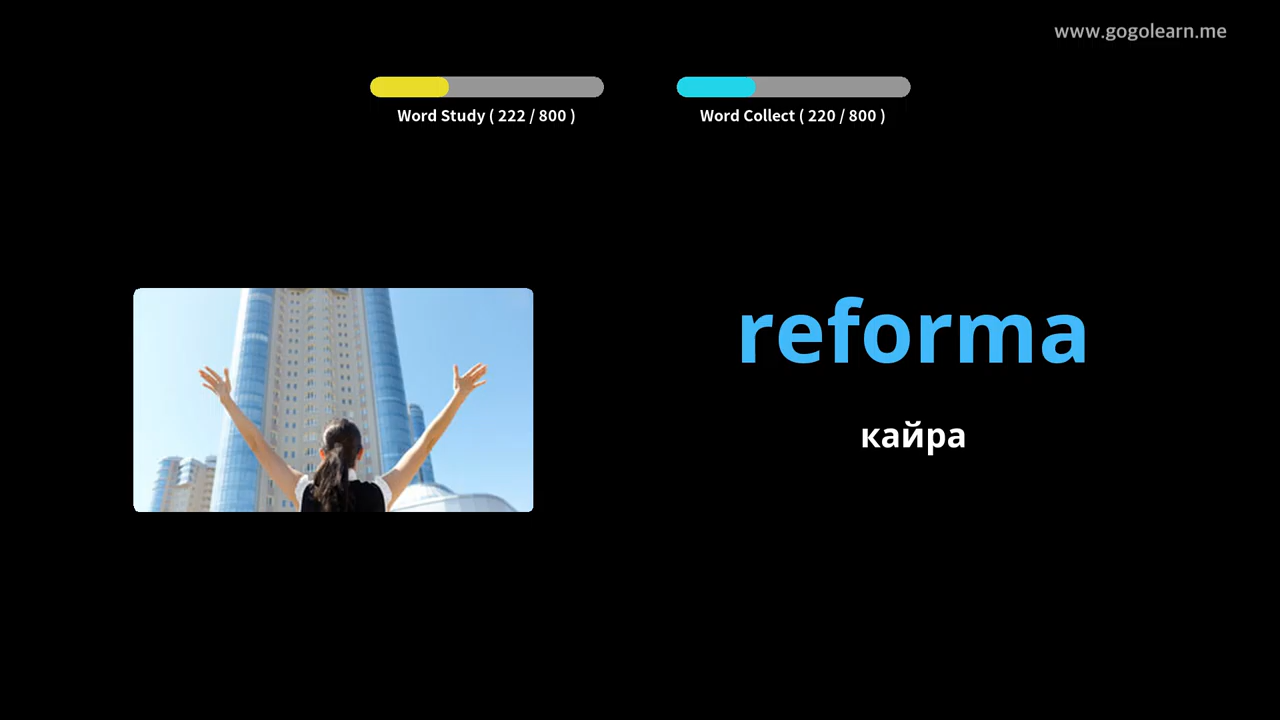 www.gogolearn.me
Word Study ( 222 / 800 )
Word Collect ( 220 / 800 )
reforma
кайра